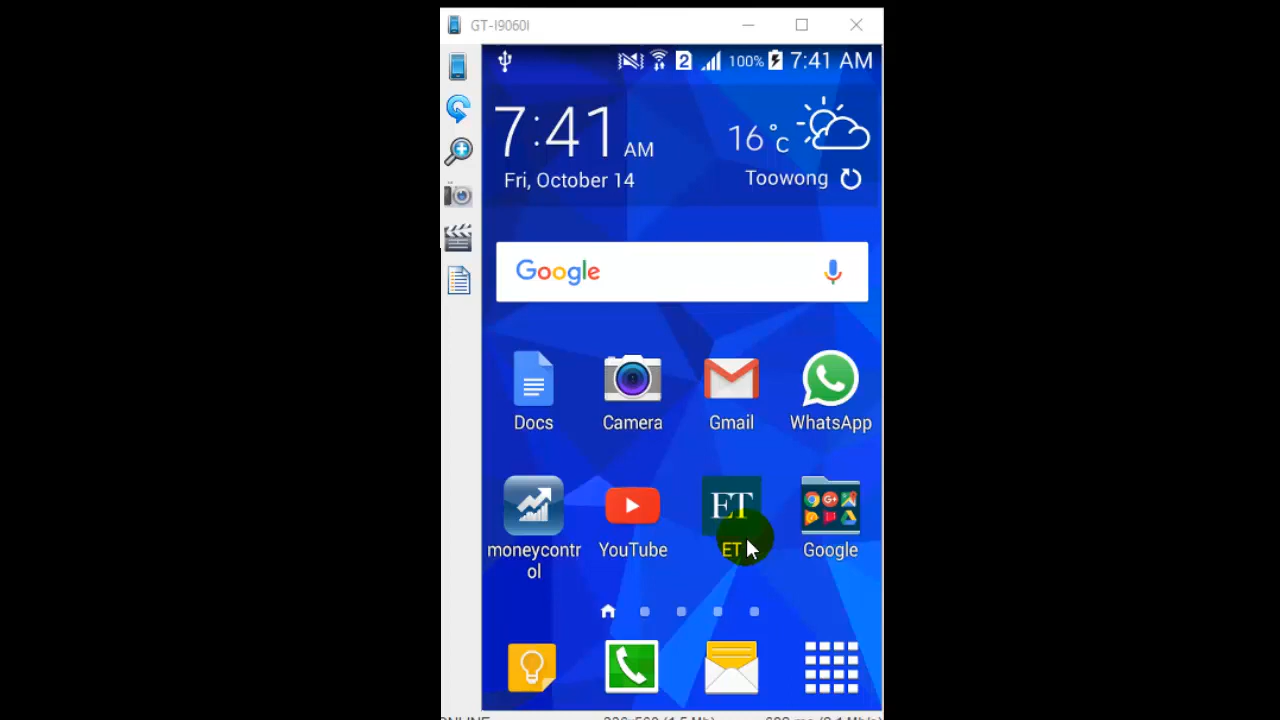 GT-I9060I
2 100% 7:41 AM
7:41 AM
16°C
Fri, October 14
Toowong
Google
Docs Camera Gmail WhatsApp
ET
moneycontr
ol
YouTube ET Google